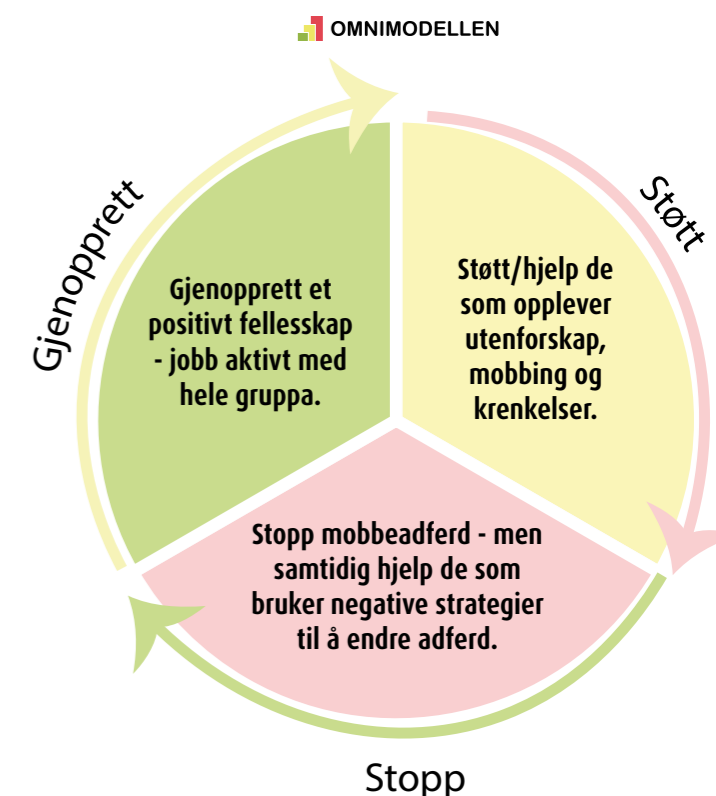 OMNIMODELLEN
Støtt
Støtt/hjelp de
som opplever
utenforskap,
mobbing og
krenkelser.
Stopp mobbeadferd - men
samtidig hjelp de som
bruker negative strategier
til å endre adferd.
Stopp
Gjenopprett
Gjenopprett et
positivt fellesskap
- jobb aktivt med
hele gruppa.